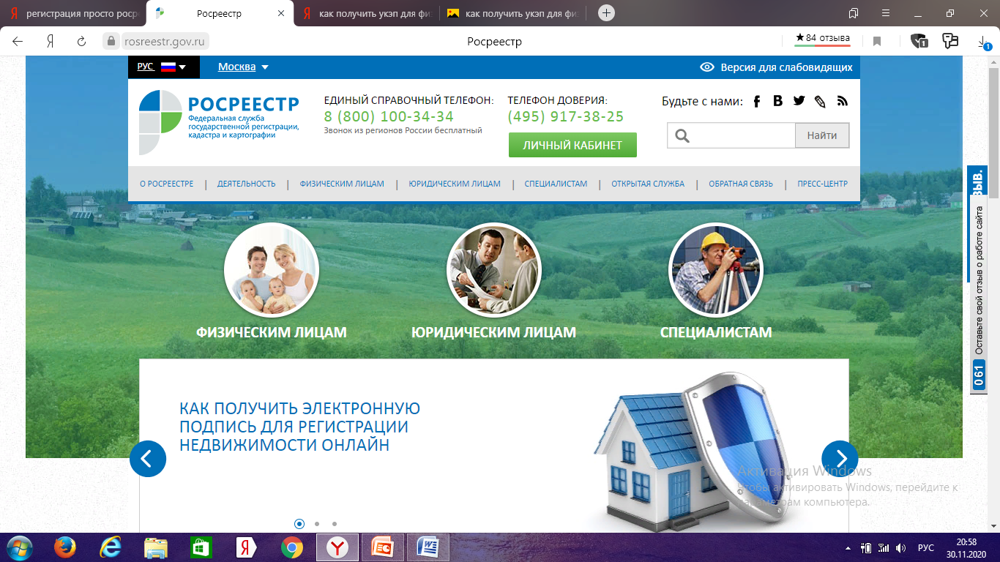 регистрация просто роср
Росреестр
как получить укэп для фи
как получить укэп для фи
rosreestr.gov.ru
Росреестр
★84 отзыва
1
1
РУС
Москва
Версия для слабовидящих
РОСРЕЕСТР
Федеральная служба
государственной регистрации,
кадастра и картографии
ЕДИНЫЙ СПРАВОЧНЫЙ ТЕЛЕФОН:
8 (800) 100-34-34
Звонок из регионов России бесплатный
ТЕЛЕФОН ДОВЕРИЯ:
(495) 917-38-25
ЛИЧНЫЙ КАБИНЕТ
Будьте с нами:
Найти
О РОСРЕЕСТРЕ | ДЕЯТЕЛЬНОСТЬ | ФИЗИЧЕСКИМ ЛИЦАМ | ЮРИДИЧЕСКИМ ЛИЦАМ | СПЕЦИАЛИСТАМ | ОТКРЫТАЯ СЛУЖБА | ОБРАТНАЯ СВЯЗЬ | ПРЕСС-ЦЕНТР
ФИЗИЧЕСКИМ ЛИЦАМ
ЮРИДИЧЕСКИМ ЛИЦАМ
СПЕЦИАЛИСТАМ
Оставьте свой отзыв о работе сайта
190
КАК ПОЛУЧИТЬ ЭЛЕКТРОННУЮ
ПОДПИСЬ ДЛЯ РЕГИСТРАЦИИ
НЕДВИЖИМОСТИ ОНЛАЙН
Активация Windows
Чтобы активировать Windows, перейдите к
параметрам компьютера.
РУС
20:58
30.11.2020